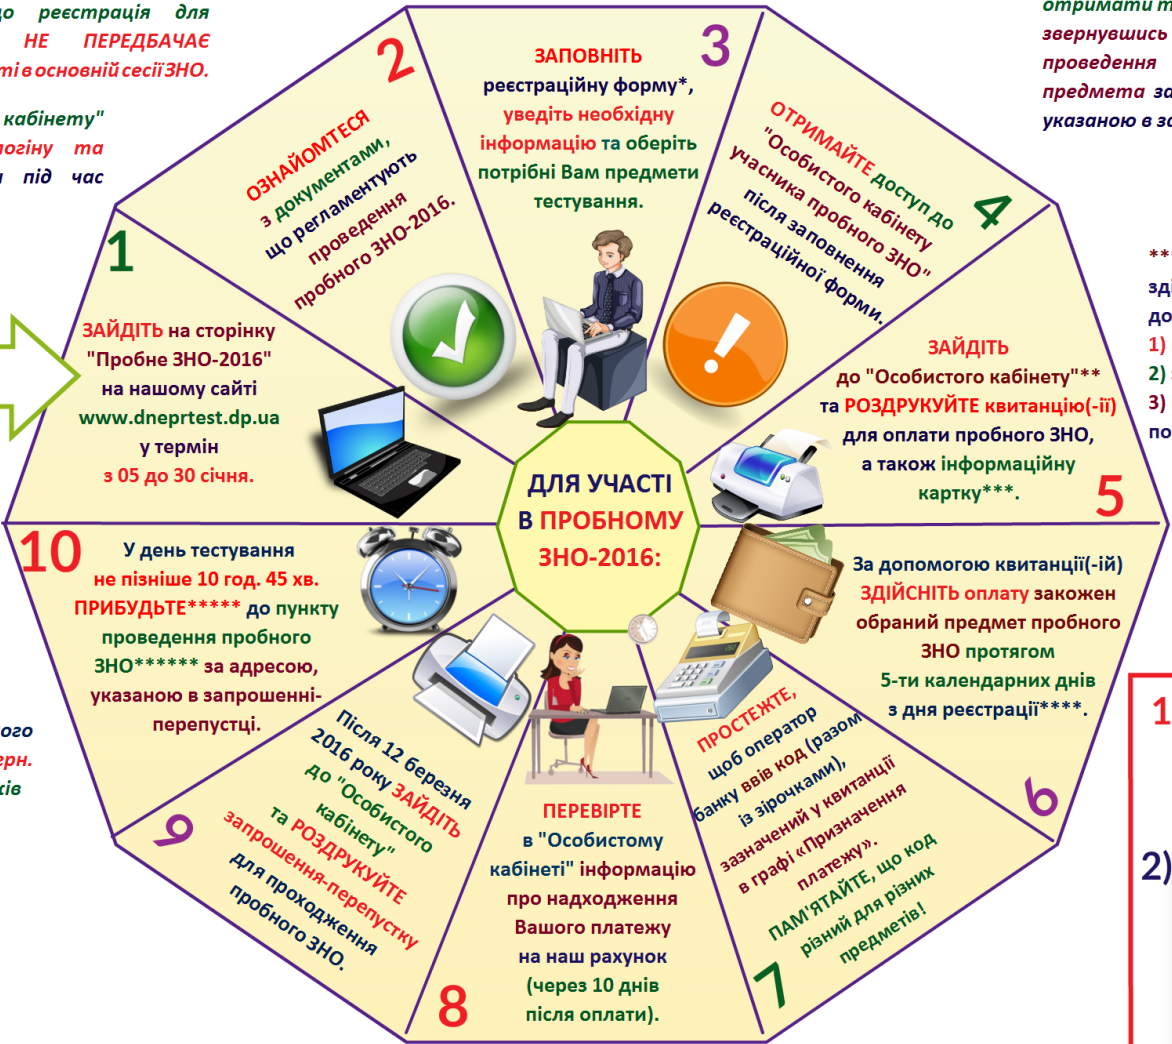 що реєстрація для
НЕ ПЕРЕДБАЧАЄ
в основній сесії ЗНО.
кабінету"
логіну та
під час
отримати
звернувшись
проведення
предмета за
указаною в
1
ЗАЙДІТЬ на сторінку
"Пробне ЗНО-2016"
на нашому сайті
www.dneprtest.dp.ua
у термін
з 05 до 30 січня.
2
ОЗНАЙОМТЕСЯ
з документами,
що регламентують
проведення
пробного ЗНО-2016.
3
ЗАПОВНІТЬ
реєстраційну форму*,
уведіть необхідну
інформацію та оберіть
потрібні Вам предмети
тестування.
4
ОТРИМАЙТЕ доступ до
"Особистого кабінету
учасника пробного ЗНО"
після заповнення
реєстраційної форми.
ЗАЙДІТЬ
до "Особистого кабінету"**
та РОЗДРУКУЙТЕ квитанцію(-ії)
для оплати пробного ЗНО,
а також інформаційну
картку***.
5
За допомогою квитанції(-ій)
ЗДІЙСНІТЬ оплату закожен
обраний предмет пробного
ЗНО протягом
5-ти календарних днів
з дня реєстрації****.
6
ПРОСТЕЖТЕ,
щоб оператор
банку ввів код (разом
із зірочками),
зазначений у квитанції
в графі «Призначення
платежу».
ПАМ'ЯТАЙТЕ, що код
різний для різних
предметів!
7
ПЕРЕВІРТЕ
в "Особистому
кабінеті" інформацію
про надходження
Вашого платежу
на наш рахунок
(через 10 днів
після оплати).
8
Після 12 березня
2016 року ЗАЙДІТЬ
до "Особистого
кабінету"
та РОЗДРУКУЙТЕ
запрошення-перепустку
для проходження
пробного ЗНО.
9
10
У день тестування
не пізніше 10 год. 45 хв.
ПРИБУДЬТЕ***** до пункту
проведення пробного
ЗНО****** за адресою,
указаною в запрошенні-
перепустці.
ДЛЯ УЧАСТІ
В ПРОБНОМУ
ЗНО-2016:
1)
2)
3)
по
1
2)